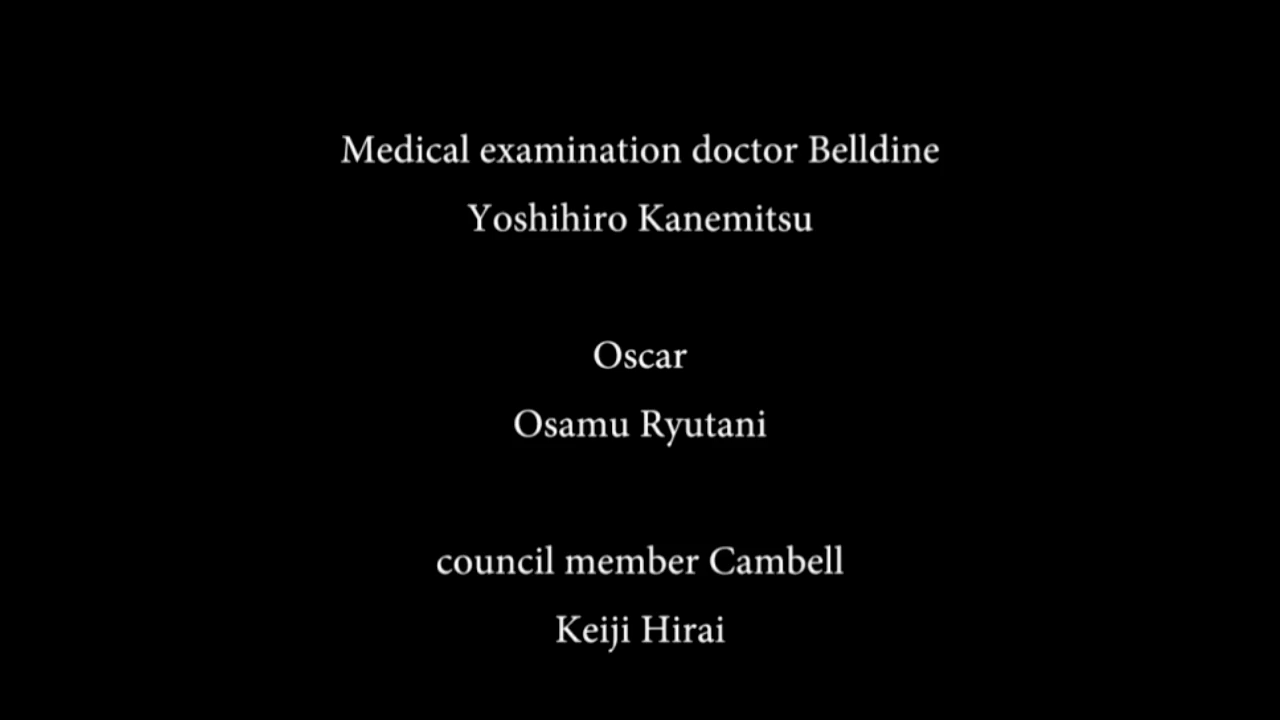 Medical examination doctor Belldine
Yoshihiro Kanemitsu
Oscar
Osamu Ryutani
council member Cambell
Keiji Hirai